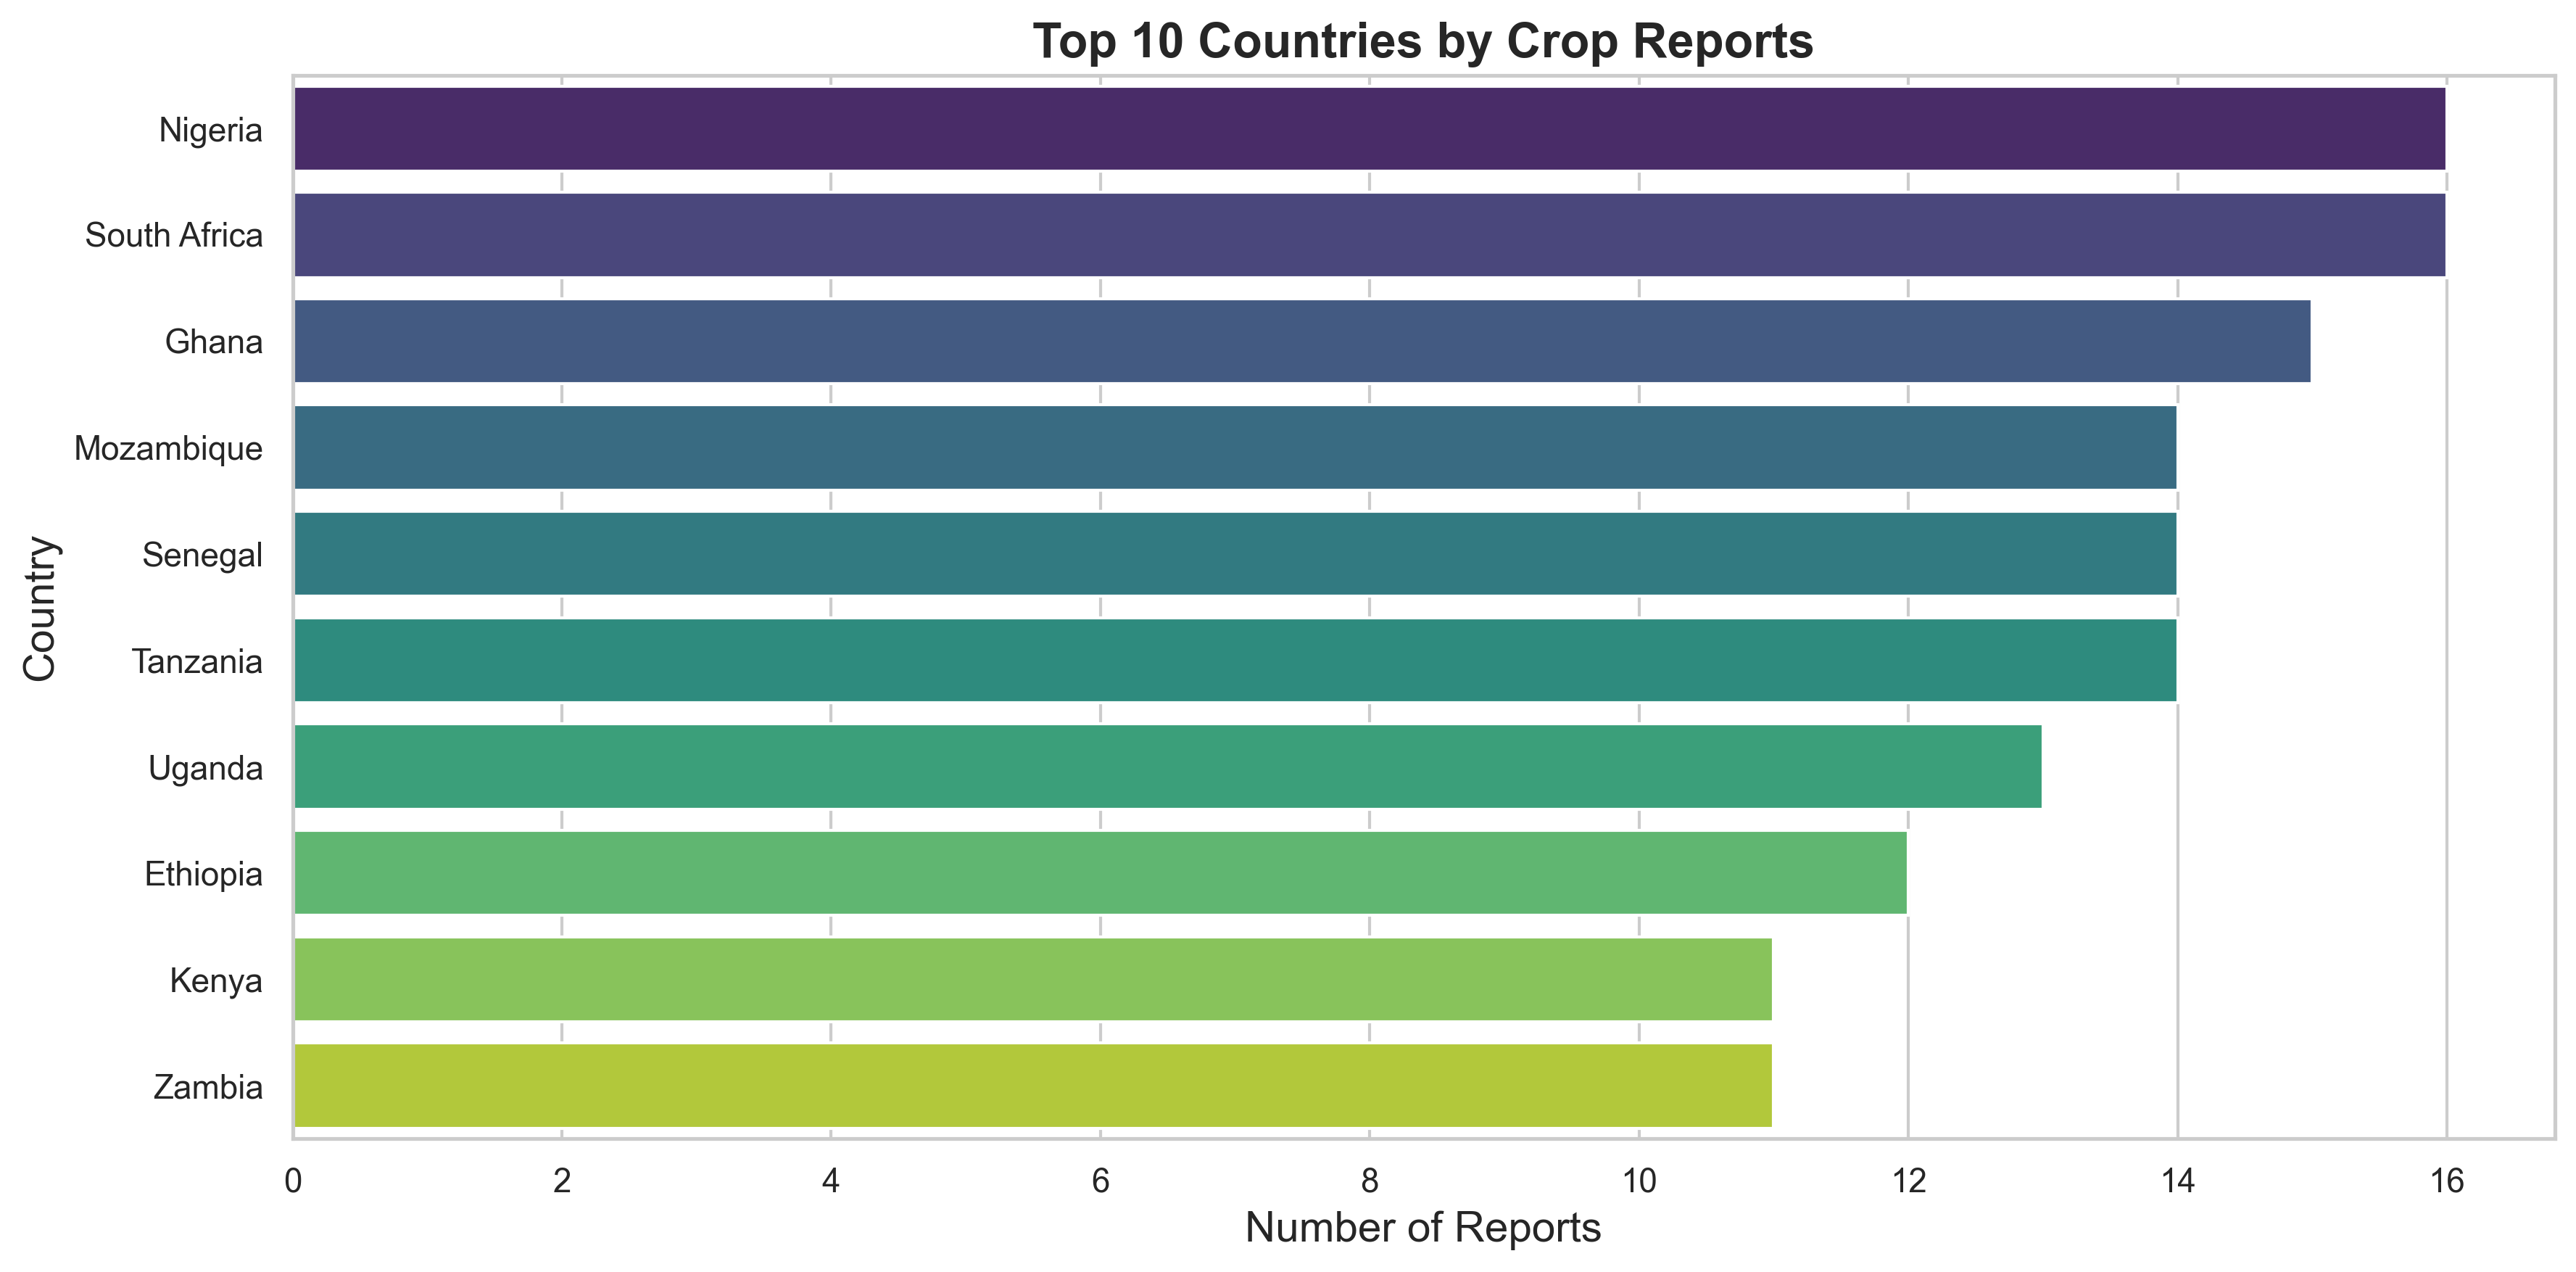 Top 10 Countries by Crop Reports
Nigeria
South Africa
Ghana
Mozambique
Senegal
Tanzania
Uganda
Ethiopia
Kenya
Zambia
Country
0 2 4 6 8 10 12 14 16
Number of Reports